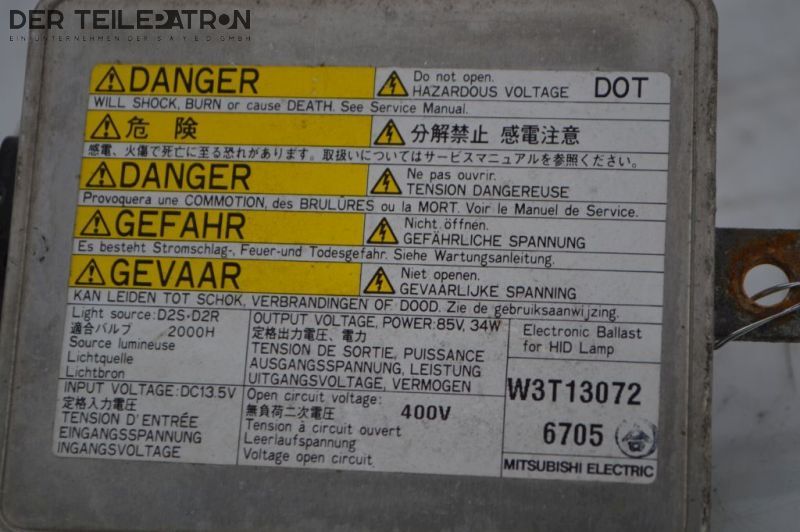 DER TEILEPATRON
EIN UNTERNEHMEN DER S A Y E D GMBH
DANGER
Do not open.
HAZARDOUS VOLTAGE
DOT
WILL SHOCK, BURN or cause DEATH. See Service Manual.
危険
分解禁止 感電注意
感電、火傷で死亡に至る恐れがあります。取扱いについてはサービスマニュアルを参照ください。
DANGER
Ne pas ouvrir.
TENSION DANGEREUSE
Provoquera une COMMOTION, des BRULÛRES ou la MORT. Voir le Manuel de Service.
GEFAHR
Nicht öffnen.
GEFÄHRLICHE SPANNUNG
Es besteht Stromschlag-, Feuer-und Todesgefahr. Siehe Wartungsanleitung.
GEVAAR
Niet openen.
GEVAARLIJKE SPANNING
KAN LEIDEN TOT SCHOK, VERBRANDINGEN OF DOOD. Zie de gebruiksaanwijzing.
Light source: D2S・D2R
適合バルブ 2000H
Source lumineuse
Lichtquelle
Lichtbron
INPUT VOLTAGE:DC13.5V
定格入力電圧
TENSION D'ENTRÉE
EINGANGSSPANNUNG
INGANGSVOLTAGE
OUTPUT VOLTAGE, POWER: 85V, 34W
定格出力電圧、電力
TENSION DE SORTIE, PUISSANCE
AUSGANGSSPANNUNG, LEISTUNG
UITGANGSVOLTAGE, VERMOGEN
Open circuit voltage:
無負荷二次電圧 400V
Tension à circuit ouvert
Leerlaufspannung
Voltage open circuit
Electronic Ballast
for HID Lamp
W3T13072
6705
MITSUBISHI ELECTRIC